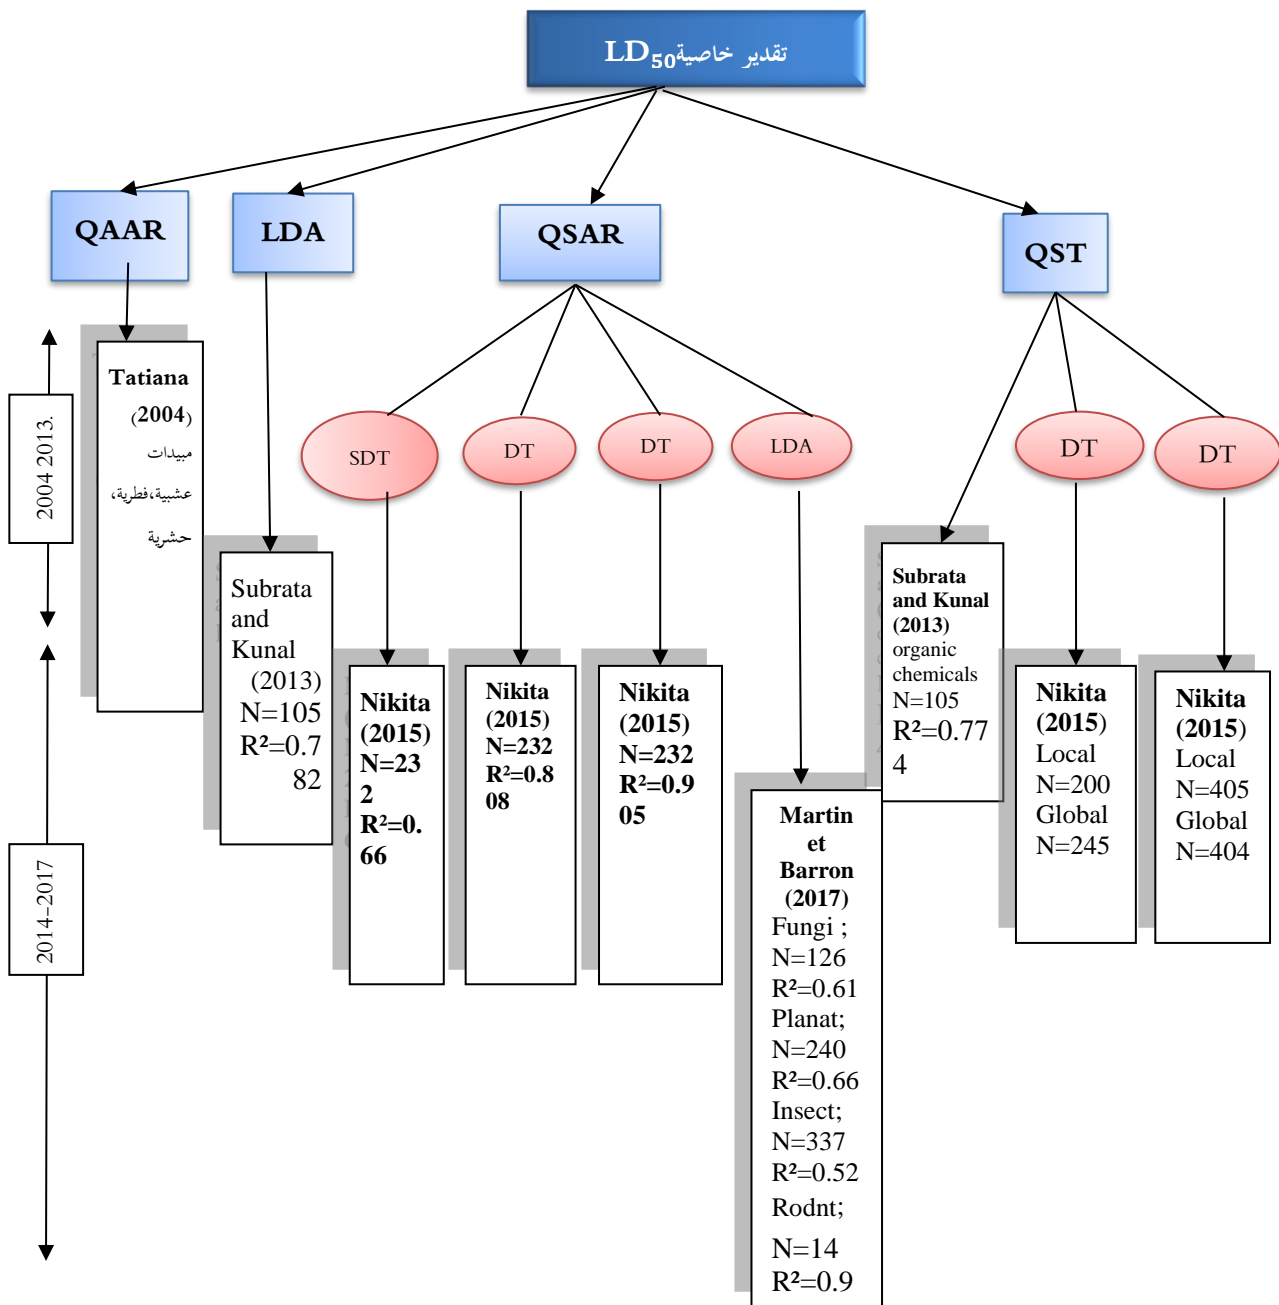 تقدير خاصية LD₅₀
QAAR
LDA
QSAR
QST
2004 2013.
2014–2017
Tatiana
(2004)
مبيدات
عشبية،فطرية،
حشرية
Subrata
and
Kunal
(2013)
N=105
R²=0.7
82
SDT
DT
DT
LDA
DT
DT
Nikita
(2015)
N=23
2
R²=0.
66
Nikita
(2015)
N=232
R²=0.8
08
Nikita
(2015)
N=232
R²=0.9
05
Martin
et
Barron
(2017)
Fungi ;
N=126
R²=0.61
Planat;
N=240
R²=0.66
Insect;
N=337
R²=0.52
Rodnt;
N=14
R²=0.9
Subrata
and Kunal
(2013)
organic
chemicals
N=105
R²=0.77
4
Nikita
(2015)
Local
N=200
Global
N=245
Nikita
(2015)
Local
N=405
Global
N=404